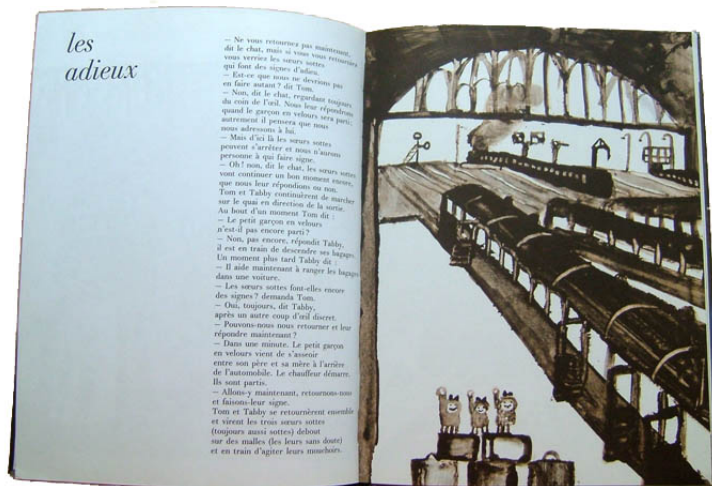 les
adieux
— Ne vous retournez pas maintenant,
dit le chat, mais si vous vous retourniez
vous verriez les sœurs sottes
qui font des signes d'adieu.
— Est-ce que nous ne devrions pas
en faire autant ? dit Tom.
— Non, dit le chat, regardant toujours
du coin de l'œil. Nous leur répondrons
quand le garçon en velours sera parti;
autrement il pensera que nous
nous adressons à lui.
— Mais d'ici là les sœurs sottes
peuvent s'arrêter et nous n'aurons
personne à qui faire signe.
— Oh! non, dit le chat, les sœurs sottes
vont continuer un bon moment encore,
que nous leur répondions ou non.
Tom et Tabby continuèrent de marcher
sur le quai en direction de la sortie.
Au bout d'un moment Tom dit :
— Le petit garçon en velours
n'est-il pas encore parti ?
— Non, pas encore, répondit Tabby,
il est en train de descendre ses bagages.
Un moment plus tard Tabby dit :
— Il aide maintenant à ranger les bagages
dans une voiture.
— Les sœurs sottes font-elles encore
des signes ? demanda Tom.
— Oui, toujours, dit Tabby,
après un autre coup d'œil discret.
— Pouvons-nous nous retourner et leur
répondre maintenant ?
— Dans une minute. Le petit garçon
en velours vient de s'asseoir
entre son père et sa mère à l'arrière
de l'automobile. Le chauffeur démarre.
Ils sont partis.
— Allons-y maintenant, retournons-nous
et faisons-leur signe.
Tom et Tabby se retournèrent ensemble
et virent les trois sœurs sottes
(toujours aussi sottes) debout
sur des malles (les leurs sans doute)
et en train d'agiter leurs mouchoirs.